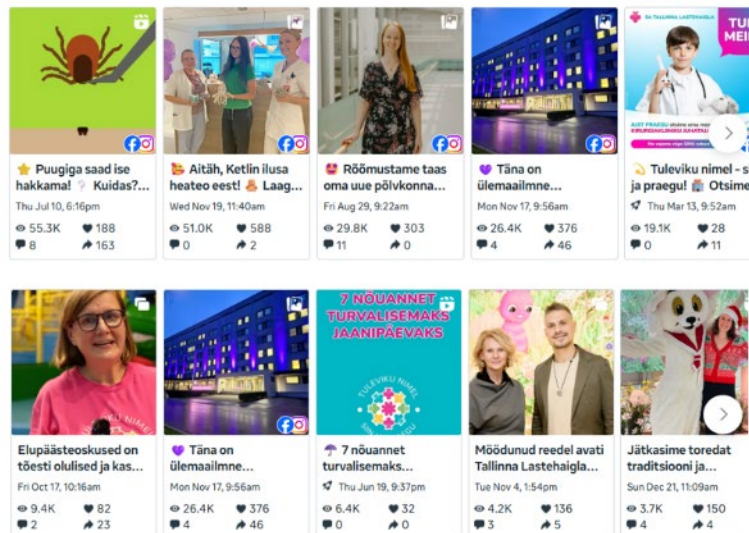 SA TALLINNA LASTEHAIGLA
⭐ Puugiga saad ise
hakkama! ❔ Kuidas?...
Thu Jul 10, 6:16pm
55.3K 188
8 163
🥰 Aitäh, Ketlin ilusa
heateo eest! 🧸 Laag...
Wed Nov 19, 11:40am
51.0K 588
0 2
🤩 Rõõmustame taas
oma uue põlvkonna...
Fri Aug 29, 9:22am
29.8K 303
11 0
💜 Täna on
ülemaailmne...
Mon Nov 17, 9:56am
26.4K 376
4 46
💫 Tuleviku nimel - s
ja praegu! 🏥 Otsime
Thu Mar 13, 9:52am
19.1K 28
0 11
7 NÕUANNET
TURVALISEMAKS
JAANIPÄEVAKS
TULEVIKU NIMEL
Elupäästeoskused on
tõesti olulised ja kas...
Fri Oct 17, 10:16am
9.4K 82
2 23
💜 Täna on
ülemaailmne...
Mon Nov 17, 9:56am
26.4K 376
4 46
☂ 7 nõuannet
turvalisemaks...
Thu Jun 19, 9:37pm
6.4K 32
0 0
Möödunud reedel avati
Tallinna Lastehaigla...
Tue Nov 4, 1:54pm
4.2K 136
3 5
Jätkasime toredat
traditsiooni ja...
Sun Dec 21, 11:09am
3.7K 150
4 4